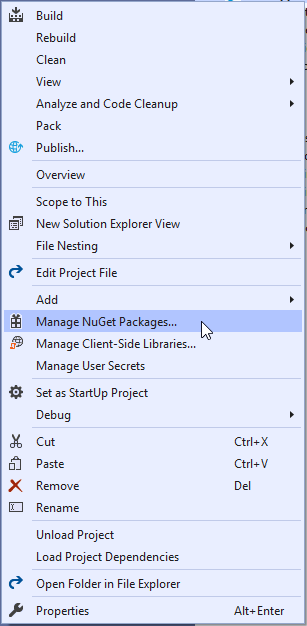 Build
Rebuild
Clean
View
Analyze and Code Cleanup
Pack
Publish...
Overview
Scope to This
New Solution Explorer View
File Nesting
Edit Project File
Add
Manage NuGet Packages...
Manage Client-Side Libraries...
Manage User Secrets
Set as StartUp Project
Debug
Cut Ctrl+X
Paste Ctrl+V
Remove Del
Rename
Unload Project
Load Project Dependencies
Open Folder in File Explorer
Properties Alt+Enter